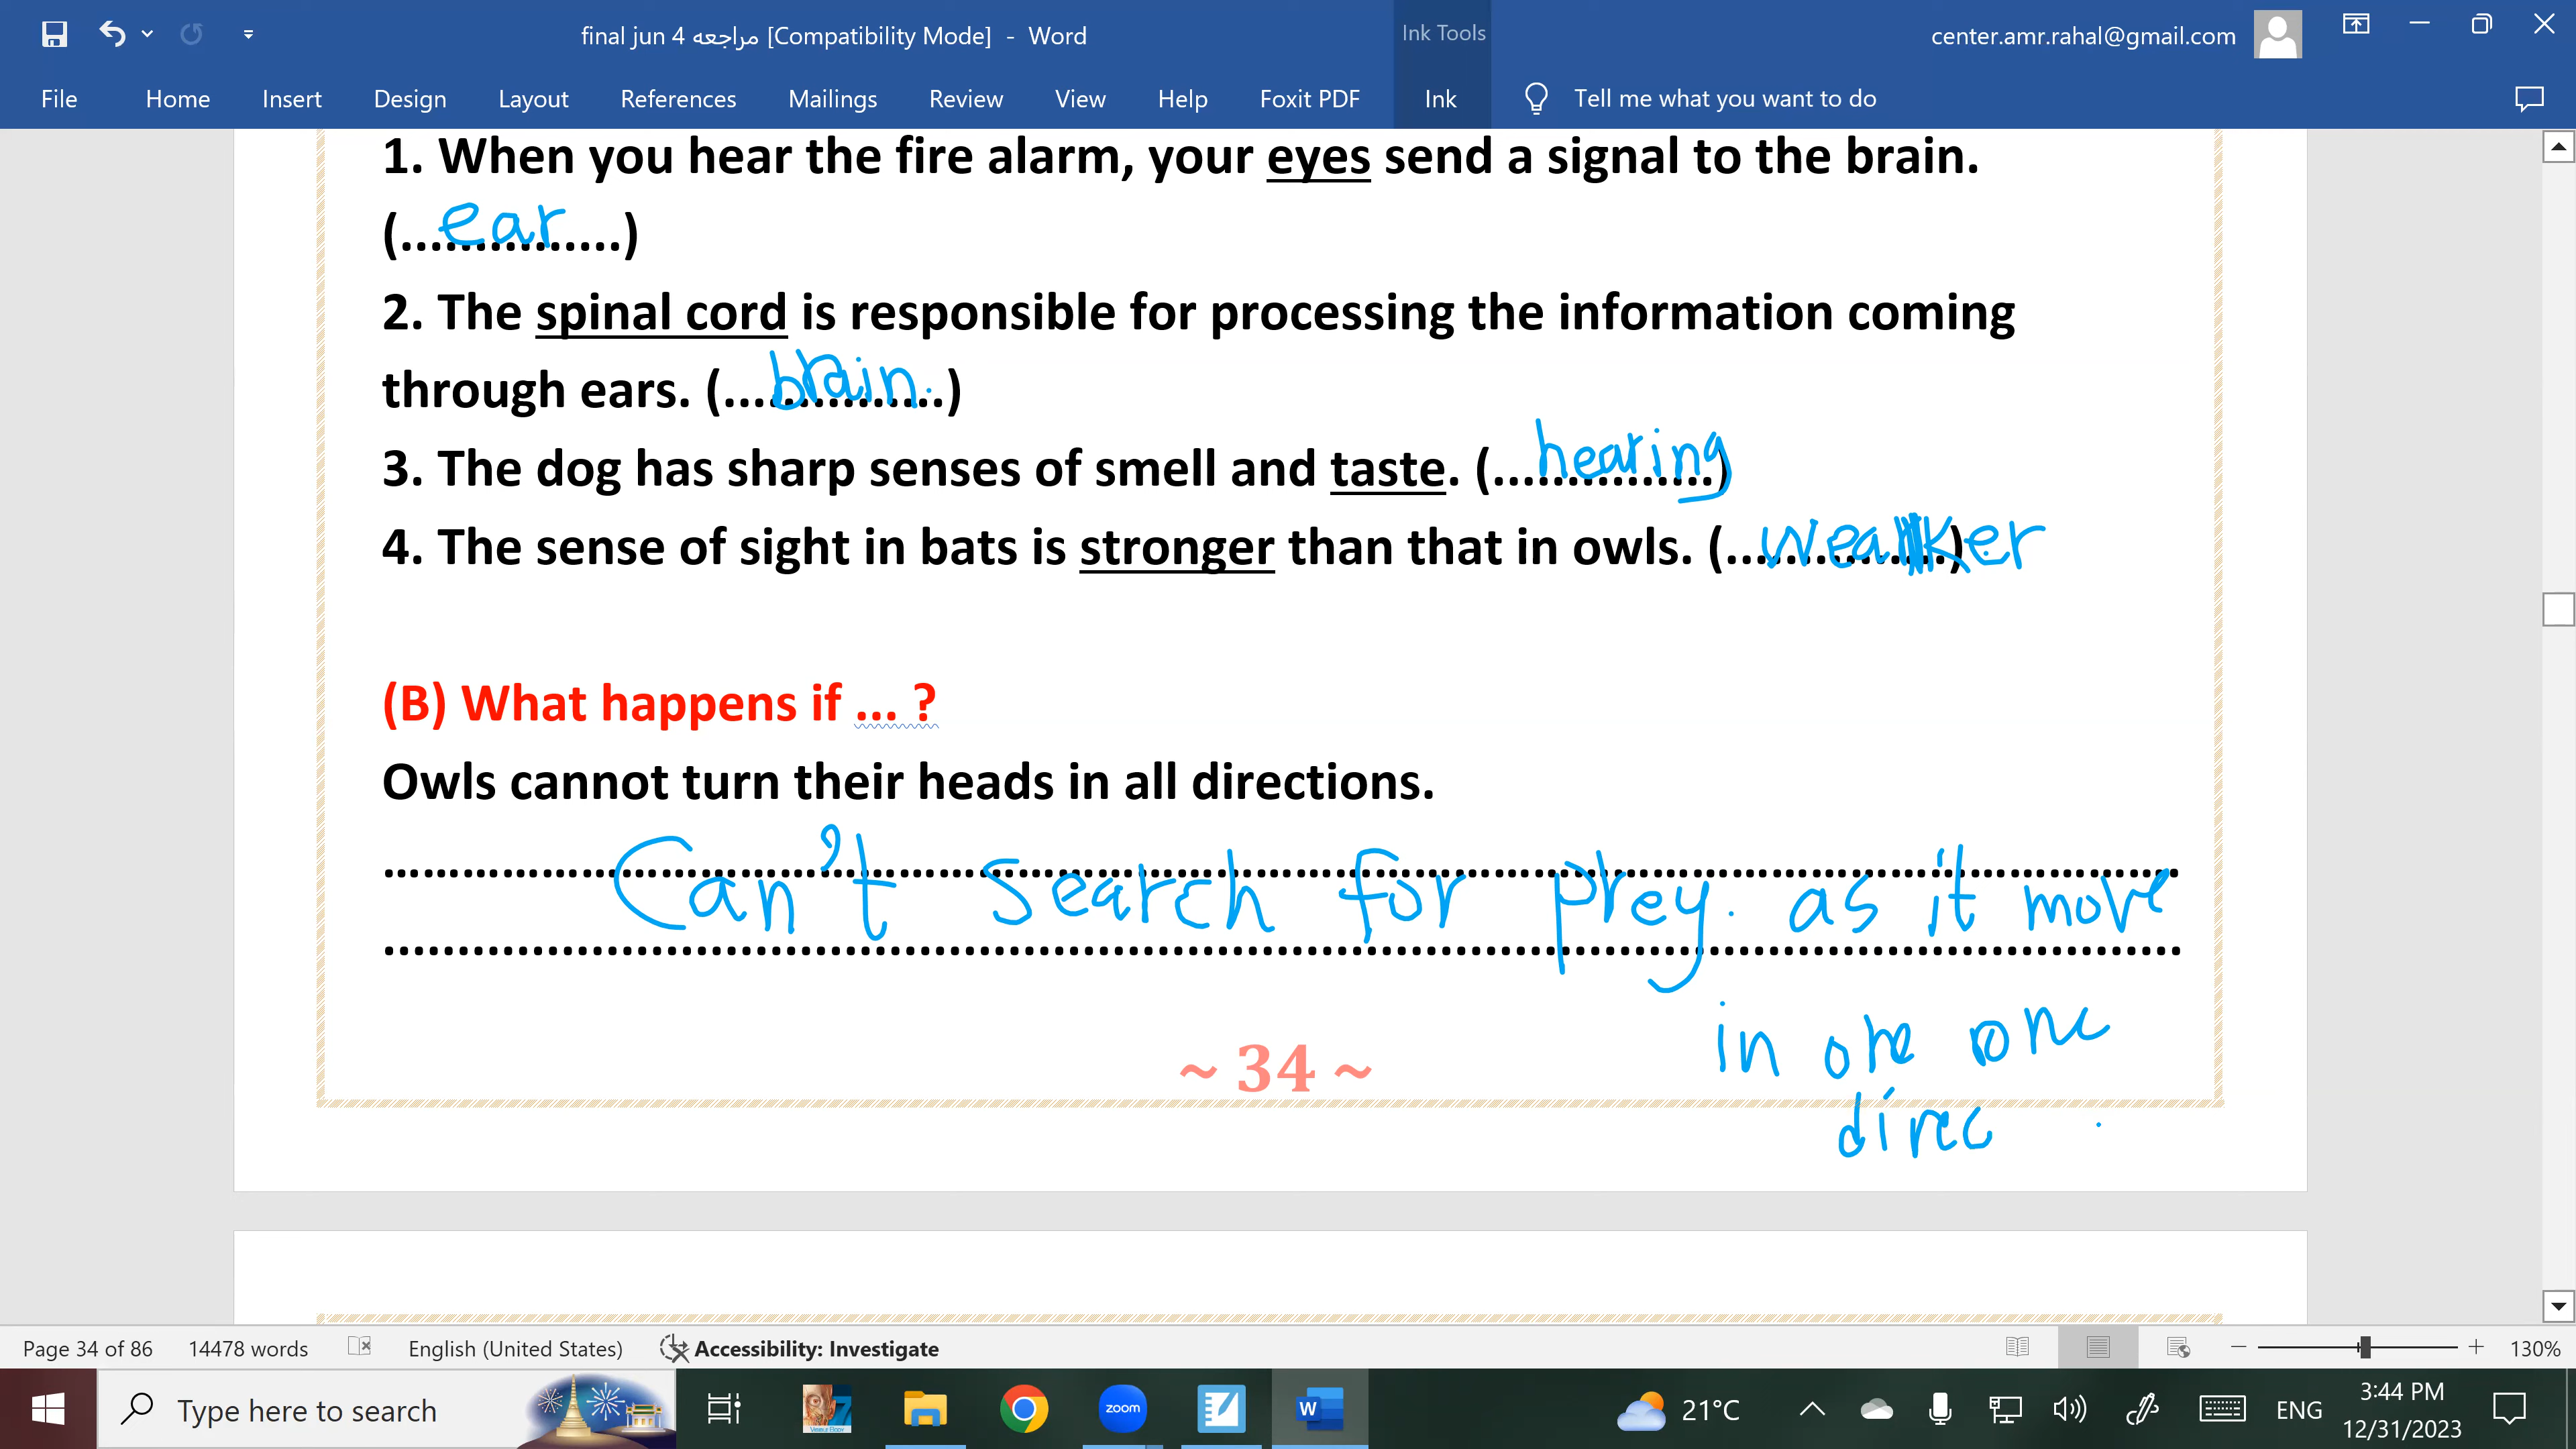 final jun 4 مراجعه [Compatibility Mode] - Word
Ink Tools
center.amr.rahal@gmail.com
File Home Insert Design Layout References Mailings Review View Help Foxit PDF Ink Tell me what you want to do
1. When you hear the fire alarm, your eyes send a signal to the brain.
(...ear...)
2. The spinal cord is responsible for processing the information coming
through ears. (...brain...)
3. The dog has sharp senses of smell and taste. (...hearing...)
4. The sense of sight in bats is stronger than that in owls. (...weaker...)
(B) What happens if ... ?
Owls cannot turn their heads in all directions.
Can't search for prey. as it move
in one one
direc
~ 34 ~
Page 34 of 86 14478 words English (United States) Accessibility: Investigate 130%
Type here to search zoom W 21°C ENG 3:44 PM
12/31/2023